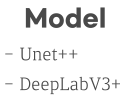 Model
- Unet++
- DeepLabV3+